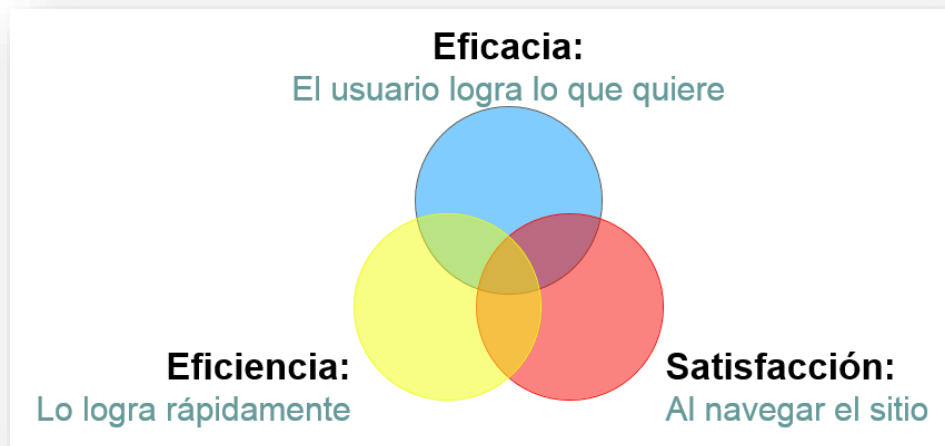 Eficacia:
El usuario logra lo que quiere
Eficiencia:
Lo logra rápidamente
Satisfacción:
Al navegar el sitio